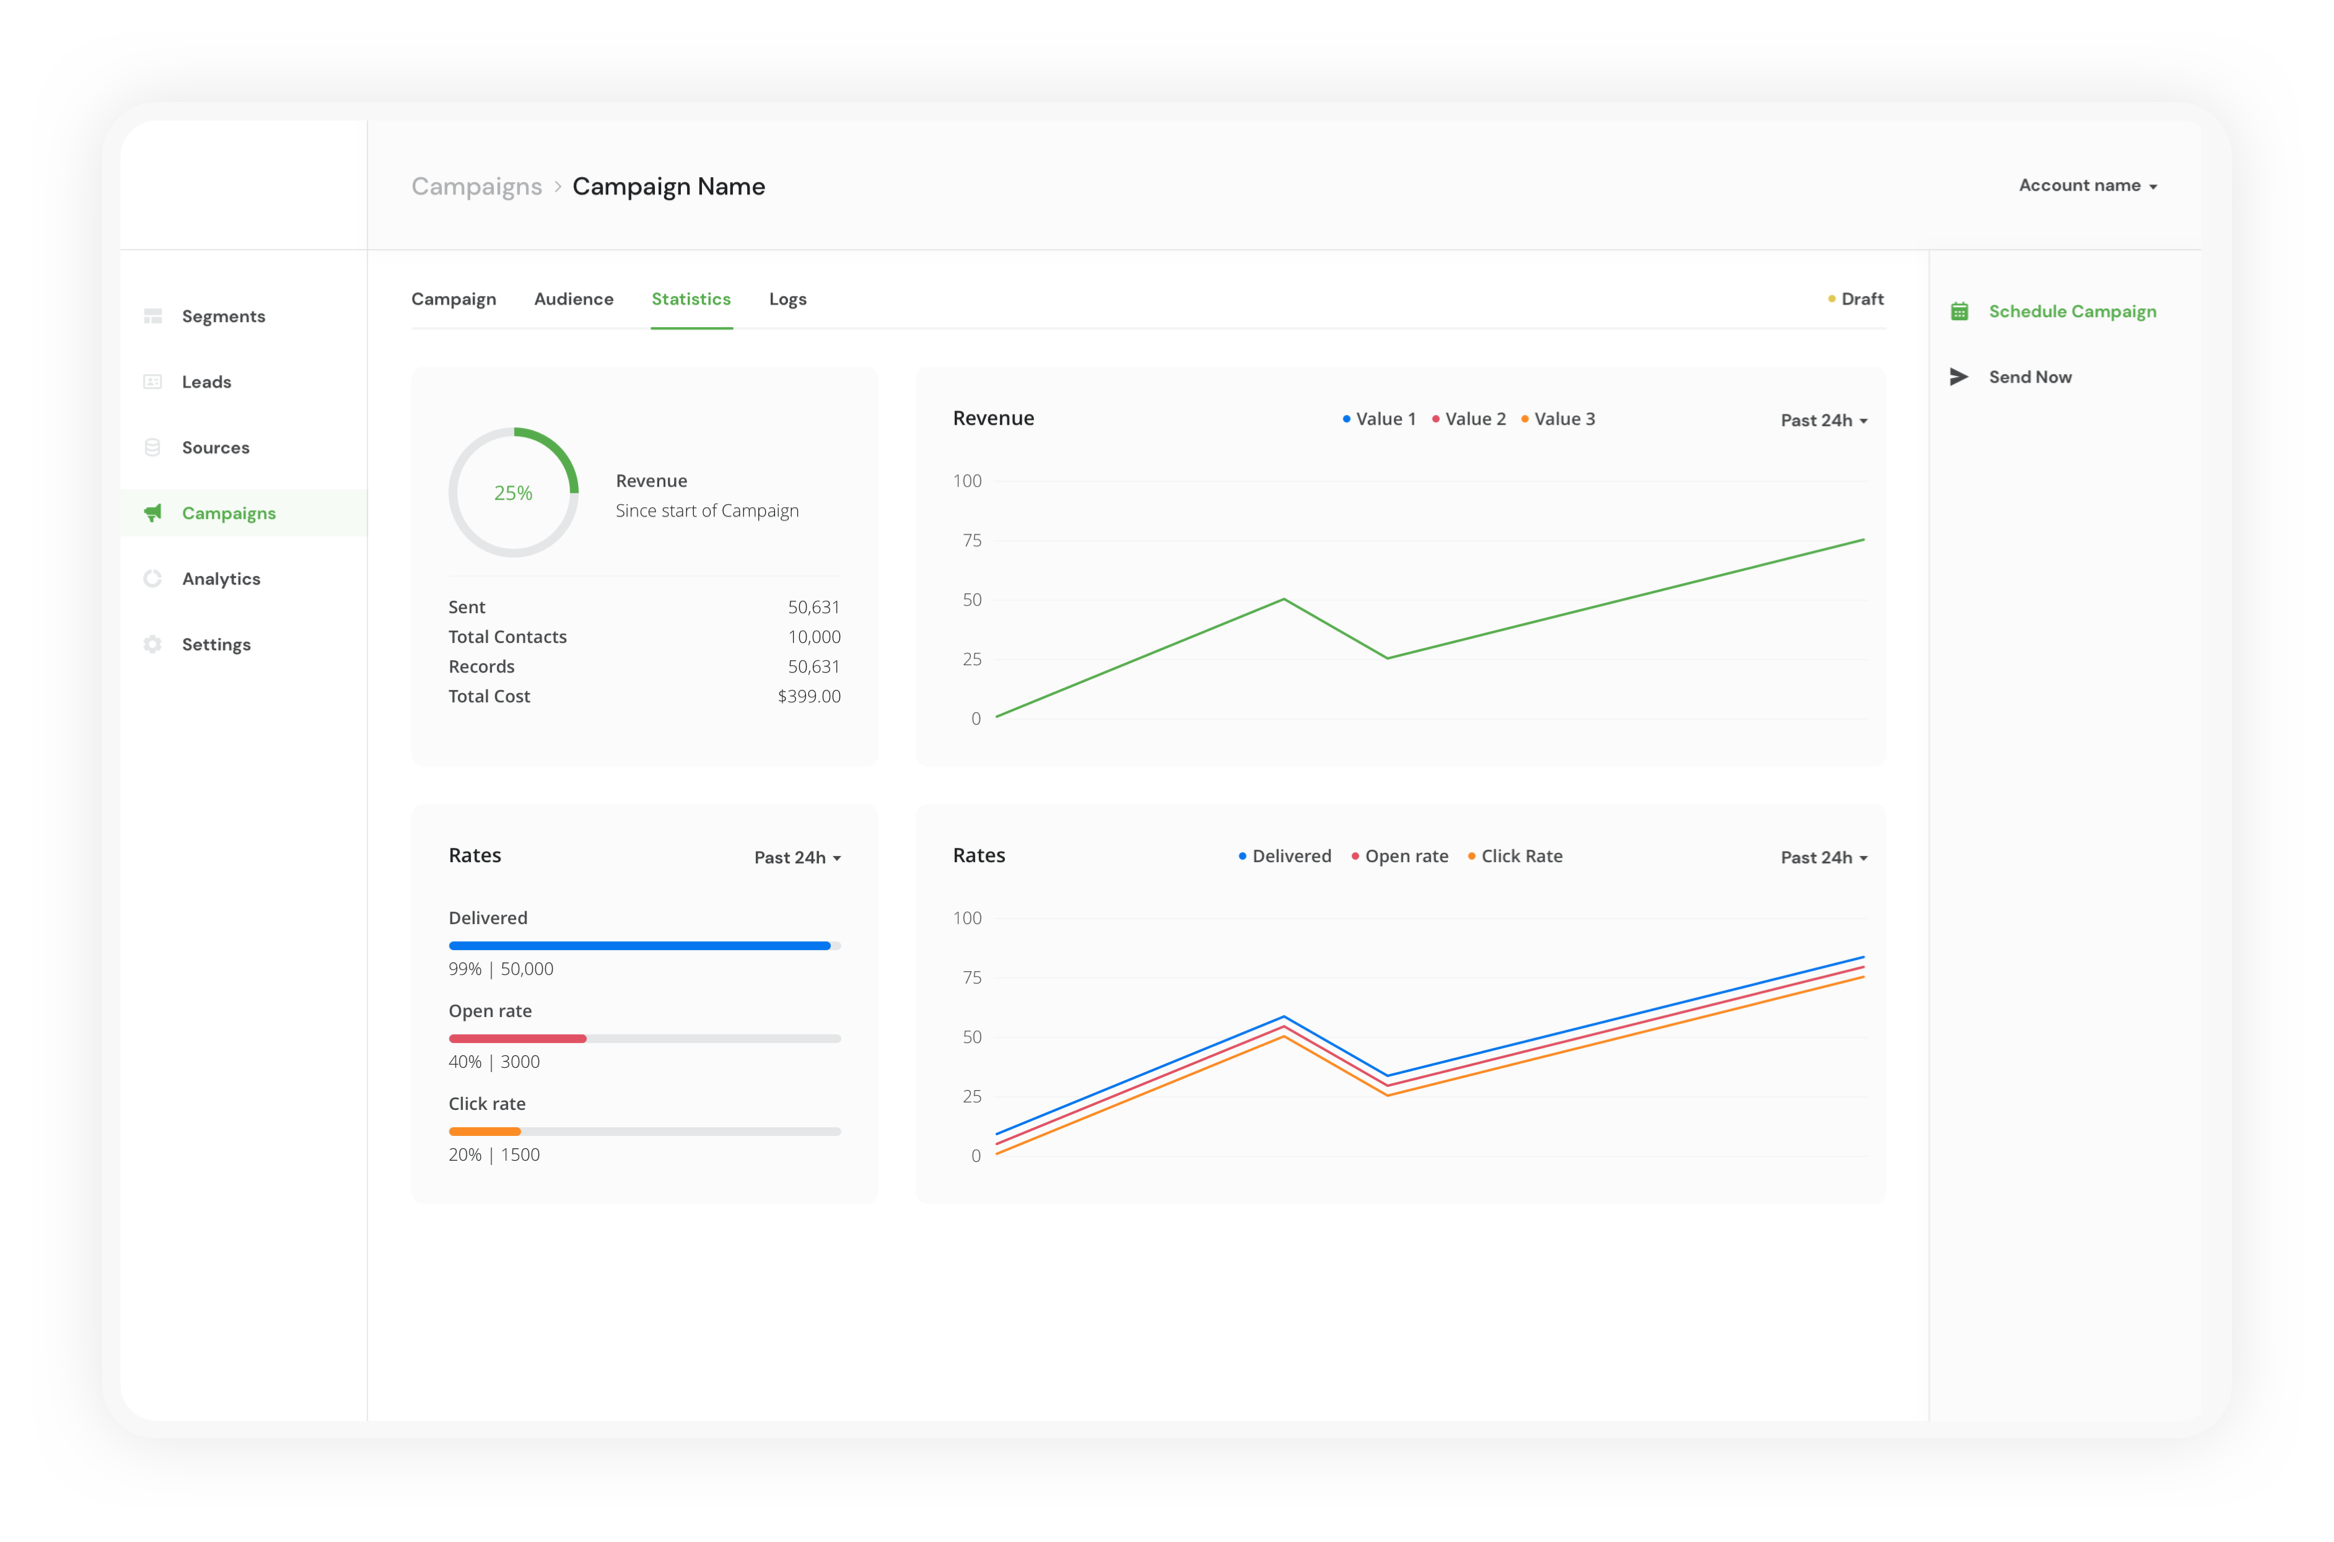 Campaigns > Campaign Name
Account name
Segments
Leads
Sources
Campaigns
Analytics
Settings
Campaign Audience Statistics Logs
Draft
Schedule Campaign
Send Now
25%
Revenue
Since start of Campaign
Sent 50,631
Total Contacts 10,000
Records 50,631
Total Cost $399.00
Revenue Value 1 Value 2 Value 3 Past 24h
100
75
50
25
0
Rates Past 24h
Delivered
99% | 50,000
Open rate
40% | 3000
Click rate
20% | 1500
Rates Delivered Open rate Click Rate Past 24h
100
75
50
25
0